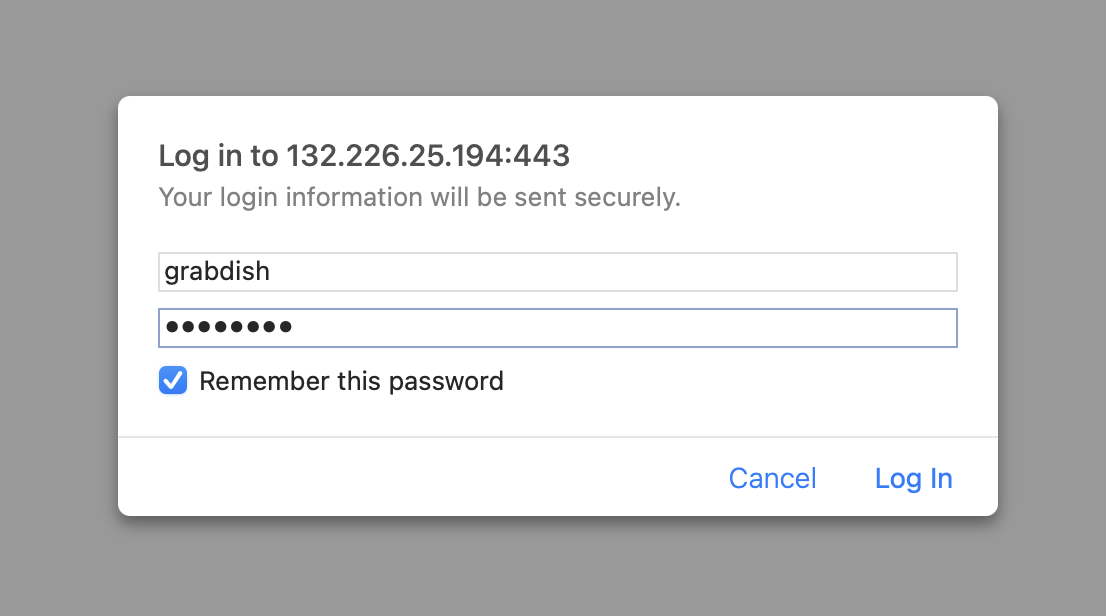 Log in to 132.226.25.194:443
Your login information will be sent securely.
grabdish
••••••••
Remember this password
Cancel Log In